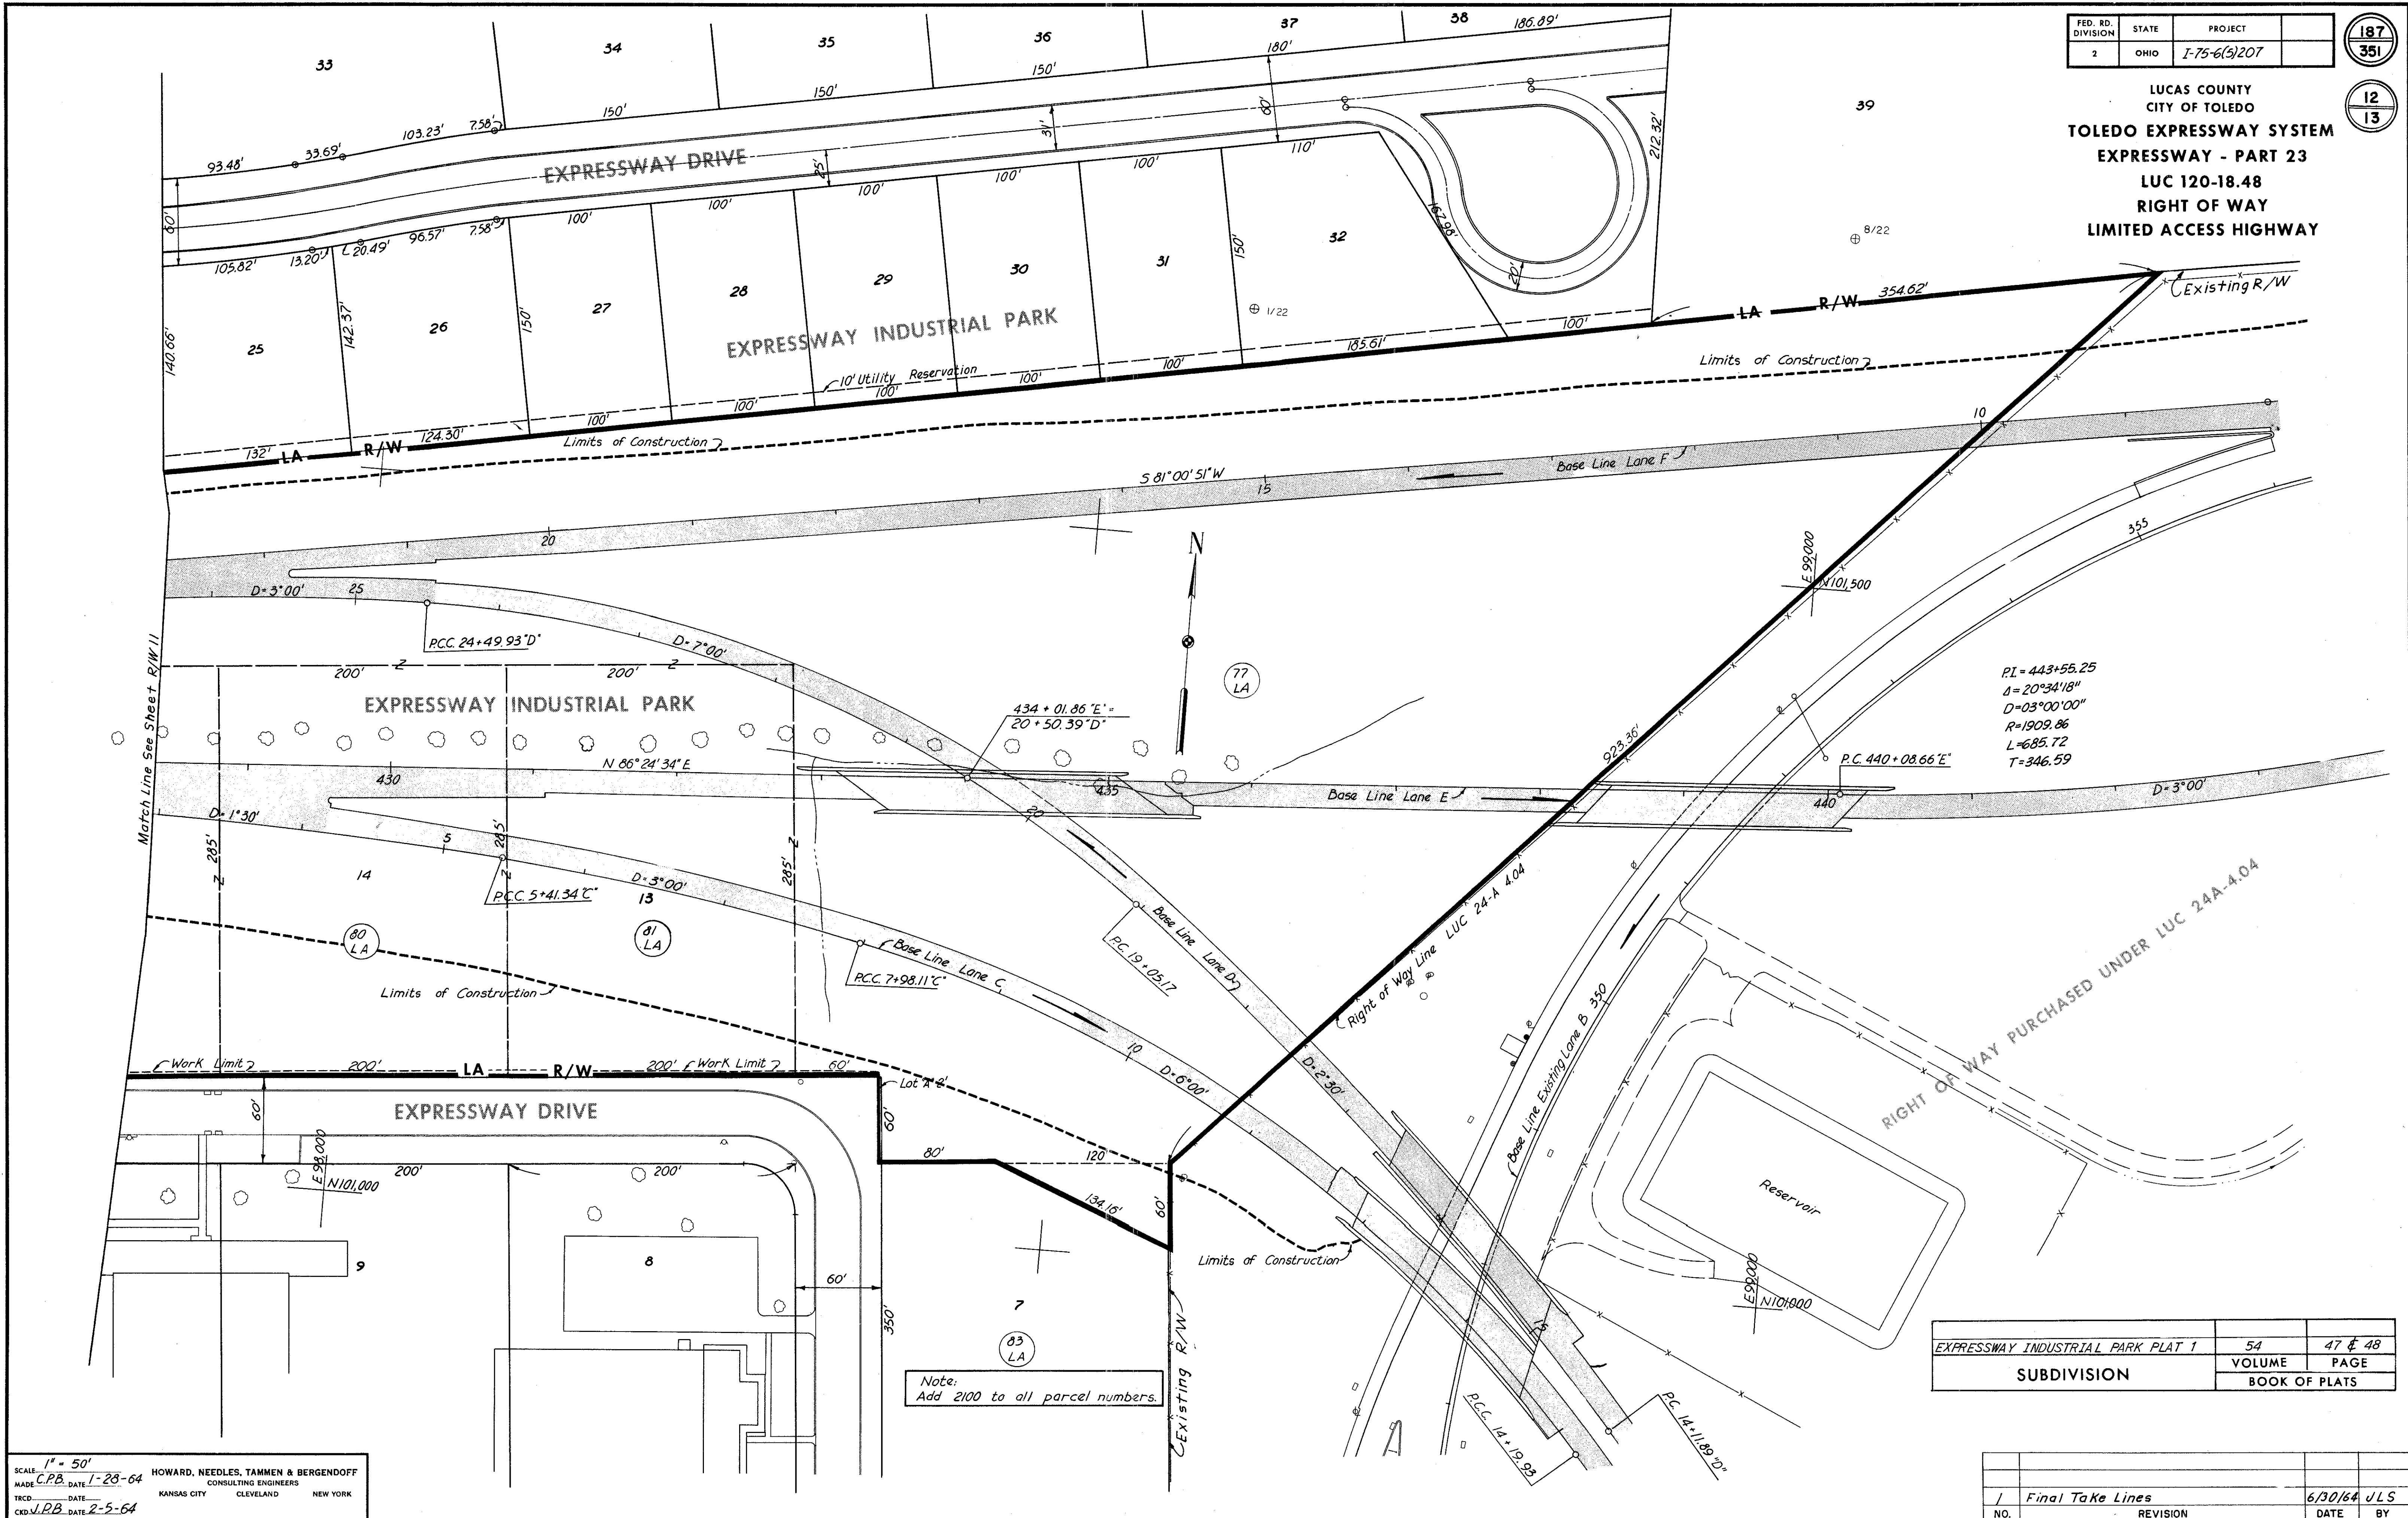 FED. RD. DIVISION STATE PROJECT
2 OHIO I-75-6(5)207
187
351
12
13
LUCAS COUNTY
CITY OF TOLEDO
TOLEDO EXPRESSWAY SYSTEM
EXPRESSWAY - PART 23
LUC 120-18.48
RIGHT OF WAY
LIMITED ACCESS HIGHWAY
33
34
35
36
37
38
39
186.89'
180'
150'
150'
150'
7.58'
103.23'
33.69'
93.48'
60'
31'
25'
60'
EXPRESSWAY DRIVE
212.32'
167.98'
20'
110'
100'
100'
100'
100'
100'
7.58'
96.57'
20.49'
13.20'
105.82'
140.66'
142.37'
150'
150'
25
26
27
28
29
30
31
32
1/22
8/22
EXPRESSWAY INDUSTRIAL PARK
10' Utility Reservation
132'
LA
R/W
124.30'
100'
100'
100'
100'
100'
185.61'
100'
LA
R/W
354.62'
Existing R/W
Limits of Construction
Limits of Construction
S 81°00'51"W
Base Line Lane F
10
15
20
355
N
E 99,000
N101,500
D=3°00'
25
P.C.C. 24+49.93"D"
D=7°00'
Match Line See Sheet R/W 11
200'
200'
EXPRESSWAY INDUSTRIAL PARK
77
LA
434 + 01.86 "E" =
20 + 50.39 "D"
P.I. = 443+55.25
Δ = 20°34'18"
D=03°00'00"
R=1909.86
L=685.72
T=346.59
923.36'
P.C. 440+08.66"E"
430
N 86°24'34"E
435
Base Line Lane E
440
D=3°00'
D=1°30'
5
285'
285'
285'
20
14
13
P.C.C. 5+41.34"C"
D=3°00'
80
LA
81
LA
Base Line Lane C
P.C.C. 7+98.11"C"
P.C. 19+05.17
Base Line Lane D
Right of Way Line LUC 24-A 4.04
Limits of Construction
RIGHT OF WAY PURCHASED UNDER LUC 24A-4.04
Base Line Existing Lane B 350
10
D=6°00'
D=2°30'
Work Limit
200'
LA
R/W
200'
Work Limit
60'
Lot A-2'
60'
60'
EXPRESSWAY DRIVE
E 98,000
N101,000
200'
200'
80'
120'
134.16'
60'
Limits of Construction
Reservoir
E99,000
N101,000
9
8
60'
350'
7
83
LA
Existing R/W
15
P.C.C. 14+19.93
P.C. 14+11.89"D"
Note:
Add 2100 to all parcel numbers.
EXPRESSWAY INDUSTRIAL PARK PLAT 1 54 47 & 48
SUBDIVISION VOLUME PAGE
BOOK OF PLATS
SCALE 1" = 50'
MADE C.P.B. DATE 1-28-64
TRCD DATE
CKD J.P.B. DATE 2-5-64
HOWARD, NEEDLES, TAMMEN & BERGENDOFF
CONSULTING ENGINEERS
KANSAS CITY CLEVELAND NEW YORK
1 Final Take Lines 6/30/64 JLS
NO. REVISION DATE BY